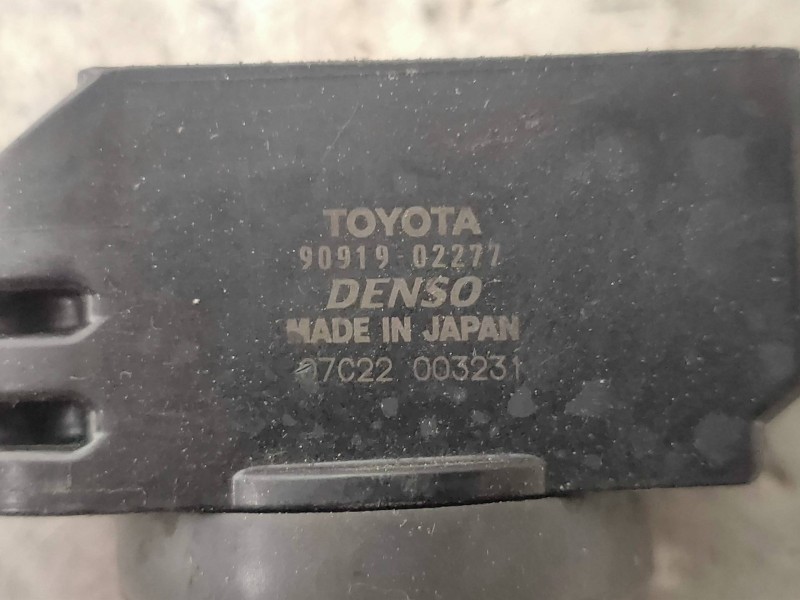 TOYOTA
90919 02277
DENSO
MADE IN JAPAN
07C22 003231